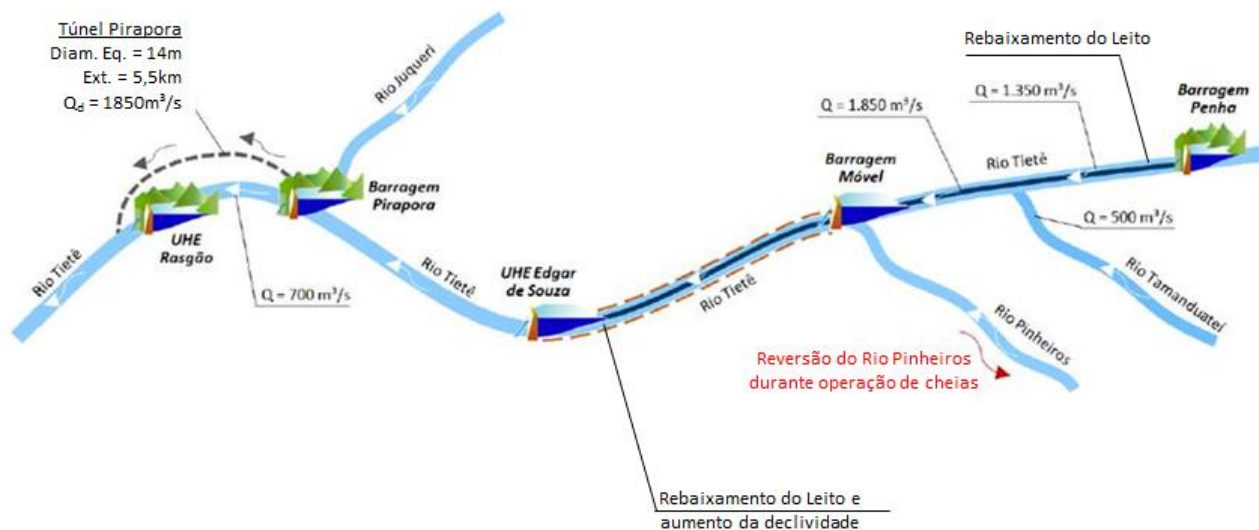 Túnel Pirapora
Diam. Eq. = 14m
Ext. = 5,5km
Qd = 1850m³/s
Rio Juqueri
Rebaixamento do Leito
Q = 1.850 m³/s
Q = 1.350 m³/s
Barragem
Penha
Barragem
Móvel
Rio Tietê
Barragem
Pirapora
UHE
Rasgão
Rio Tietê
Q = 700 m³/s
Rio Tietê
UHE Edgar
de Souza
Rio Tietê
Q = 500 m³/s
Rio Tamanduateí
Rio Pinheiros
Reversão do Rio Pinheiros
durante operação de cheias
Rebaixamento do Leito e
aumento da declividade